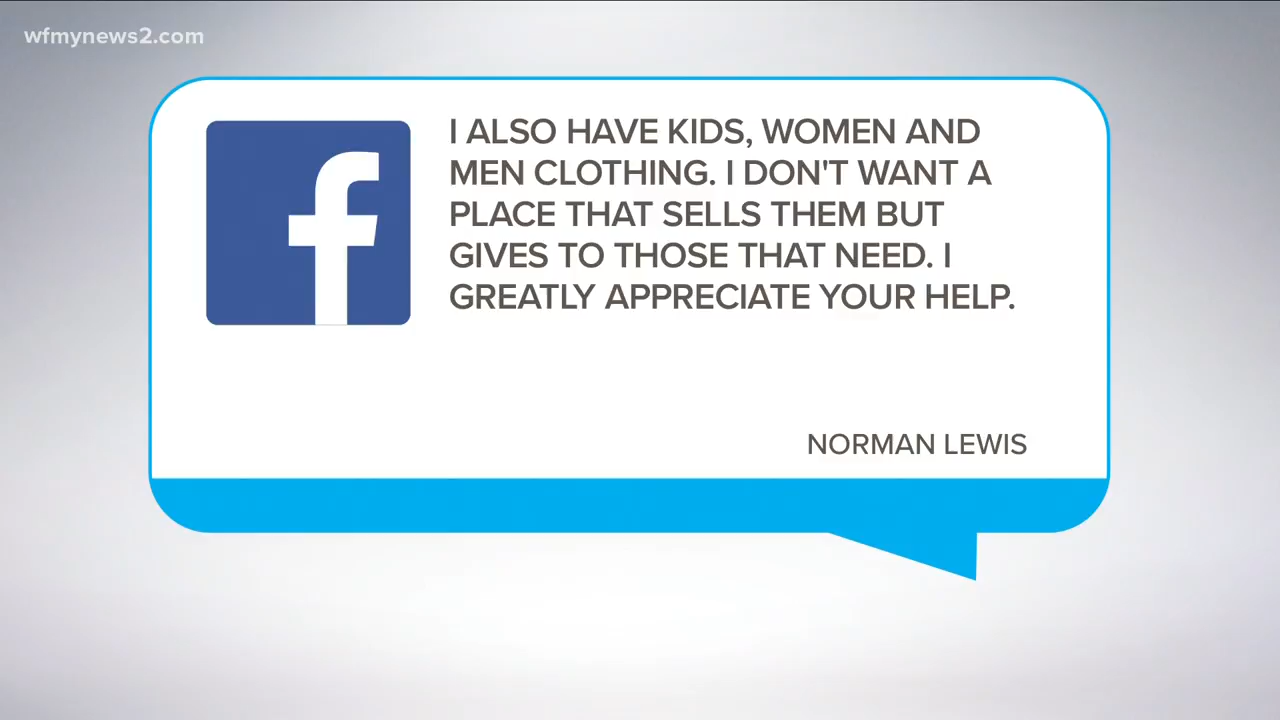 wfmynews2.com
I ALSO HAVE KIDS, WOMEN AND
MEN CLOTHING. I DON'T WANT A
PLACE THAT SELLS THEM BUT
GIVES TO THOSE THAT NEED. I
GREATLY APPRECIATE YOUR HELP.
NORMAN LEWIS